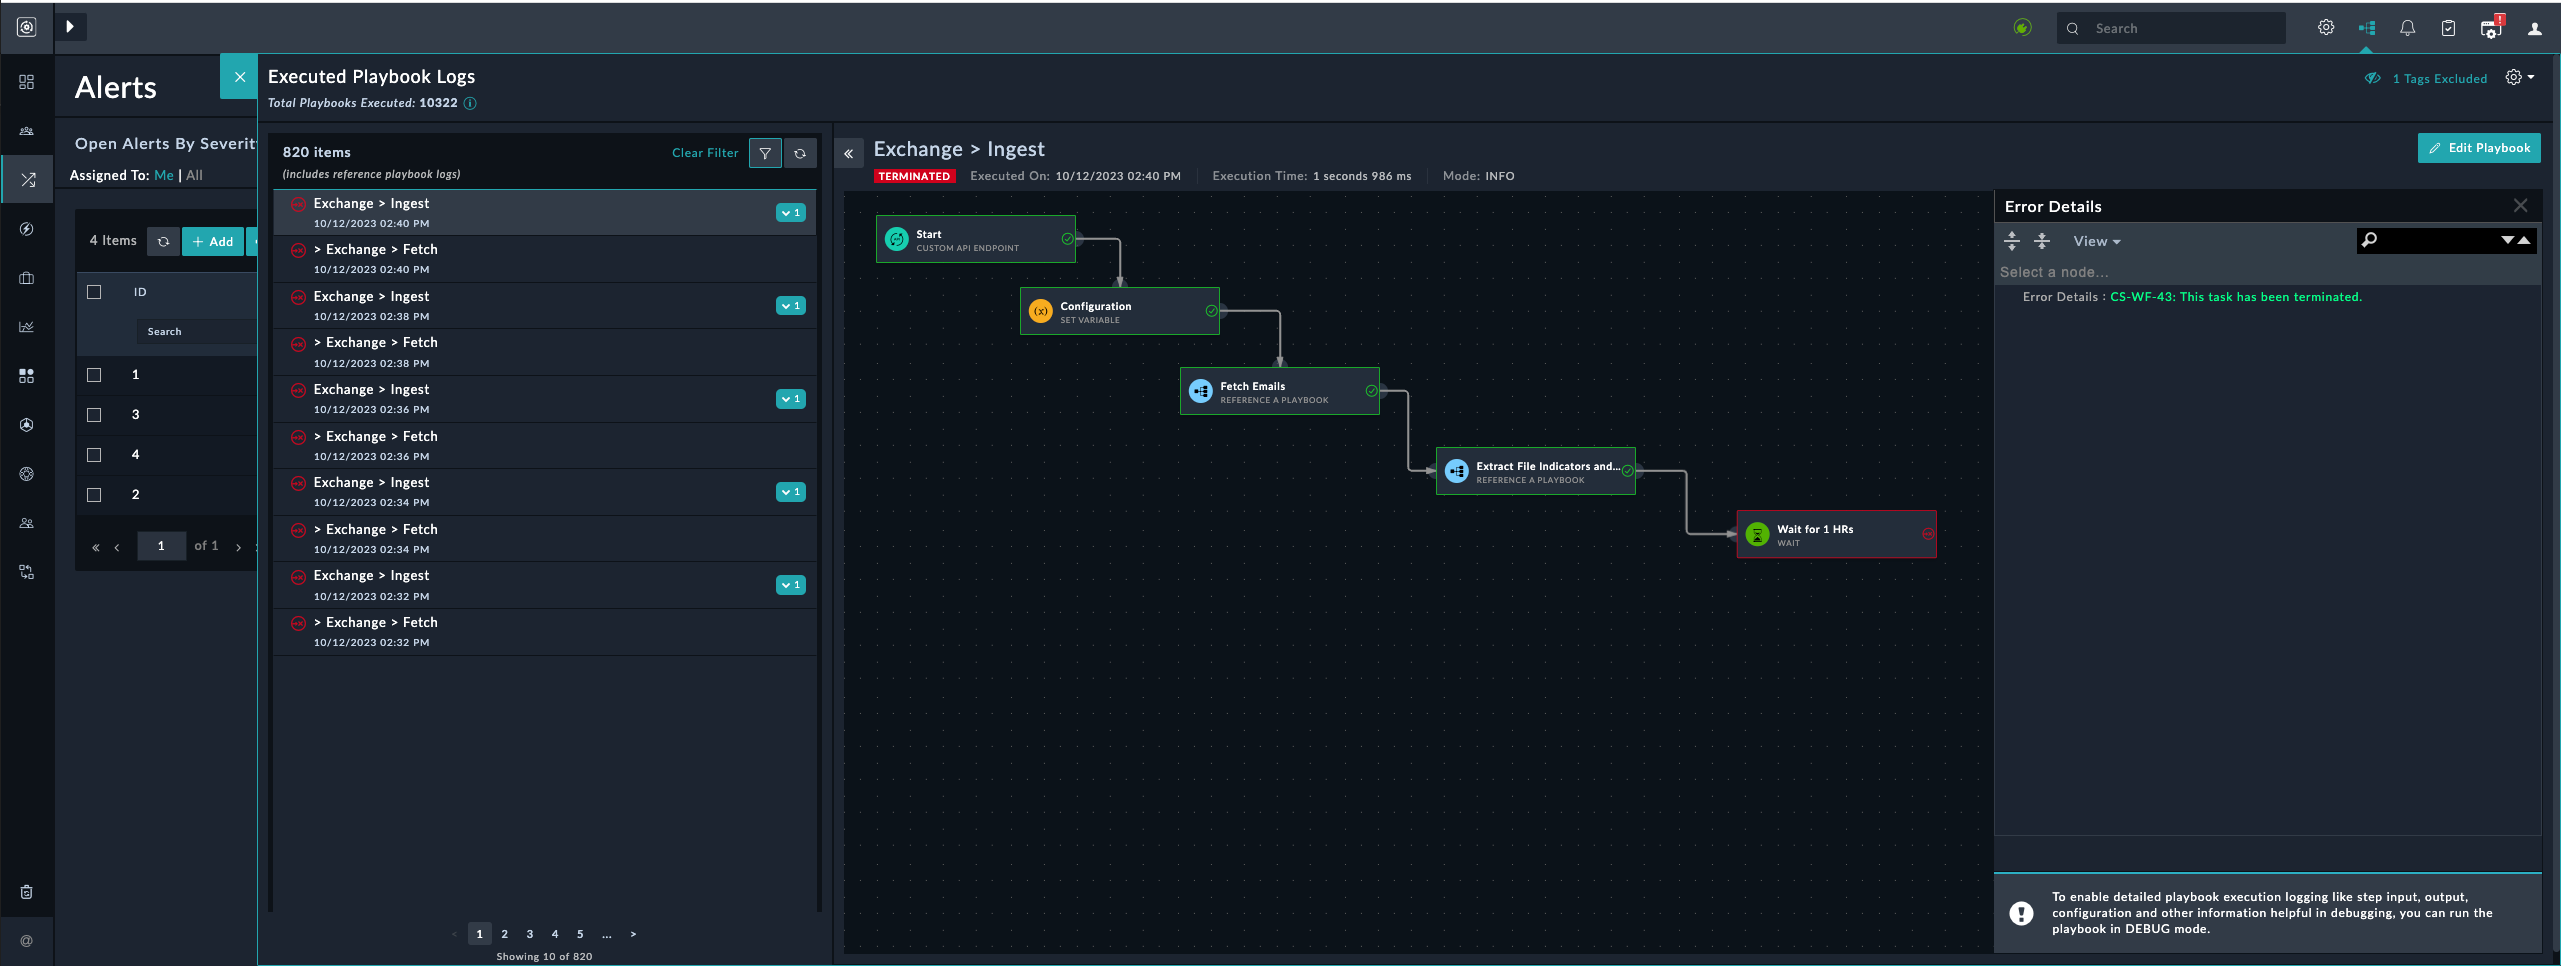 Search
Alerts
Open Alerts By Severit
Assigned To: Me | All
4 Items
Add
ID
Search
1
3
4
2
1
of 1
Executed Playbook Logs
Total Playbooks Executed: 10322
1 Tags Excluded
820 items
Clear Filter
(includes reference playbook logs)
Exchange > Ingest
10/12/2023 02:40 PM
1
> Exchange > Fetch
10/12/2023 02:40 PM
Exchange > Ingest
10/12/2023 02:38 PM
1
> Exchange > Fetch
10/12/2023 02:38 PM
Exchange > Ingest
10/12/2023 02:36 PM
1
> Exchange > Fetch
10/12/2023 02:36 PM
Exchange > Ingest
10/12/2023 02:34 PM
1
> Exchange > Fetch
10/12/2023 02:34 PM
Exchange > Ingest
10/12/2023 02:32 PM
1
> Exchange > Fetch
10/12/2023 02:32 PM
< 1 2 3 4 5 ... >
Showing 10 of 820
Exchange > Ingest
Edit Playbook
TERMINATED Executed On: 10/12/2023 02:40 PM Execution Time: 1 seconds 986 ms Mode: INFO
Start
CUSTOM API ENDPOINT
(x)
Configuration
SET VARIABLE
Fetch Emails
REFERENCE A PLAYBOOK
Extract File Indicators and...
REFERENCE A PLAYBOOK
Wait for 1 HRs
WAIT
Error Details
View
Select a node...
Error Details : CS-WF-43: This task has been terminated.
To enable detailed playbook execution logging like step input, output,
configuration and other information helpful in debugging, you can run the
playbook in DEBUG mode.